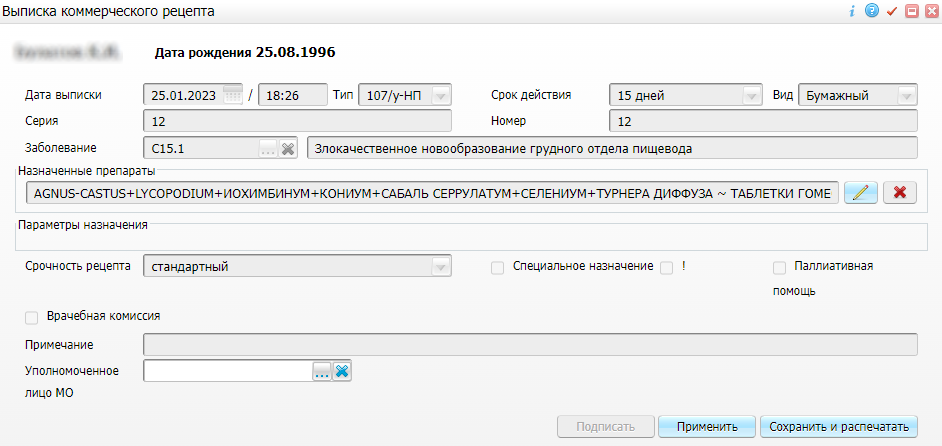 Выписка коммерческого рецепта
Дата рождения 25.08.1996
Дата выписки 25.01.2023 / 18:26 Тип 107/у-НП Срок действия 15 дней Вид Бумажный
Серия 12 Номер 12
Заболевание C15.1 ... Злокачественное новообразование грудного отдела пищевода
Назначенные препараты
AGNUS-CASTUS+LYCOPODIUM+ИОХИМБИНУМ+КОНИУМ+САБАЛЬ СЕРРУЛАТУМ+СЕЛЕНИУМ+ТУРНЕРА ДИФФУЗА ~ ТАБЛЕТКИ ГОМЕ
Параметры назначения
Срочность рецепта стандартный Специальное назначение ! Паллиативная
помощь
Врачебная комиссия
Примечание
Уполномоченное ...
лицо МО
Подписать Применить Сохранить и распечатать